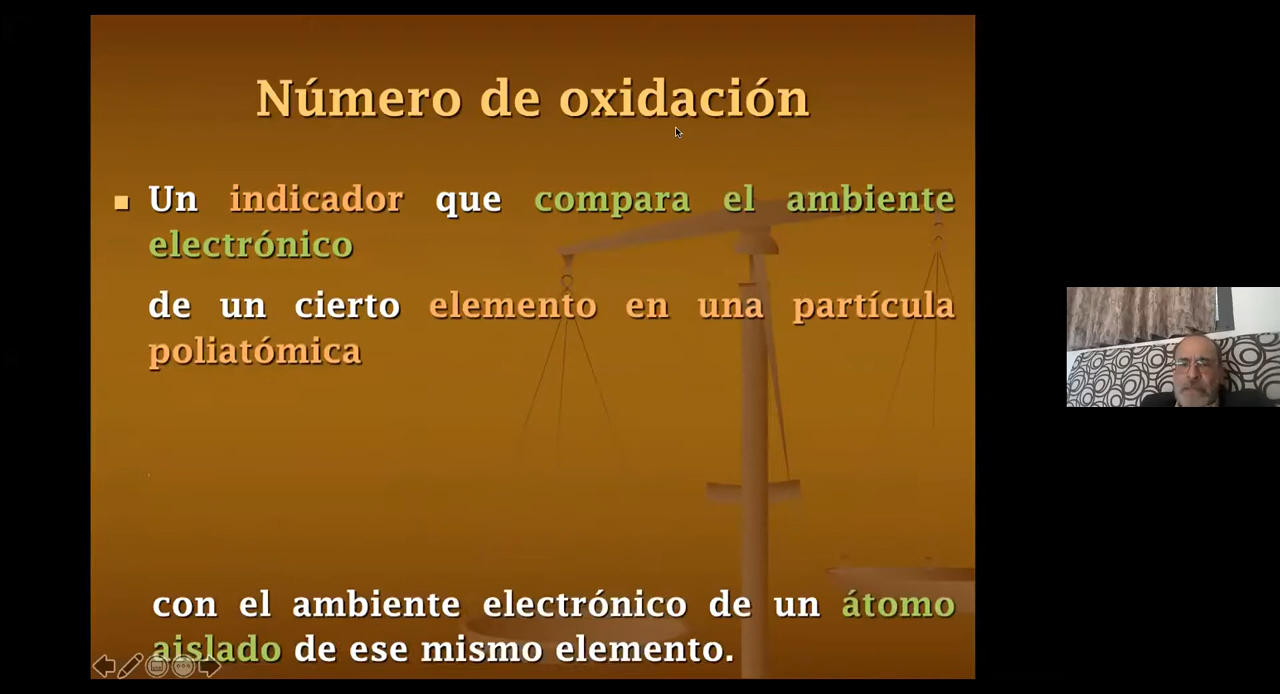 Número de oxidación
Un indicador que compara el ambiente
electrónico
de un cierto elemento en una partícula
poliatómica
con el ambiente electrónico de un átomo
aislado de ese mismo elemento.